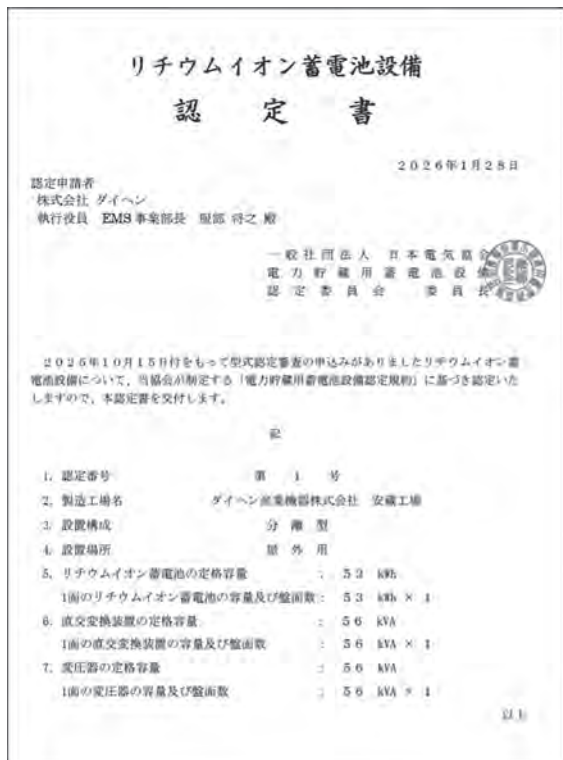 リチウムイオン蓄電池設備
認定書
2026年1月28日
認定申請者
株式会社 ダイヘン
執行役員 EMS事業部長 服部 将之 殿
一般社団法人 日本電気協会
電力貯蔵用蓄電池設備
認定委員会 委員長
2026年10月15日付をもって型式認定審査の申込みがありましたリチウムイオン蓄
電池設備について、当協会が制定する「電力貯蔵用蓄電池設備認定規約」に基づき認定いた
しますので、本認定書を交付します。
記
1. 認定番号 第 1 号
2. 製造工場名 ダイヘン産業機器株式会社 安蔵工場
3. 設置構成 分離型
4. 設置場所 屋外用
5. リチウムイオン蓄電池の定格容量 : 53 kWh
1面のリチウムイオン蓄電池の容量及び盤面数 : 53 kWh × 1
6. 直交変換装置の定格容量 : 56 kVA
1面の直交変換装置の容量及び盤面数 : 56 kVA × 1
7. 変圧器の定格容量 : 56 kVA
1面の変圧器の容量及び盤面数 : 56 kVA × 1
以上